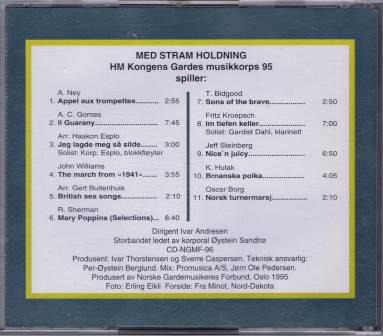 MED STRAM HOLDNING
HM Kongens Gardes musikkorps 95
spiller:
A. Ney
1. Appel aux trompettes............. 2:55
A. C. Gomes
2. Il Guarany............................ 7:45
Arr. Haakon Esplo
3. Jeg lagde meg så silde........ 3:00
Solist: Korp. Esplo, blokkfløyter
John Williams
4. The march from «1941»....... 3:55
Arr. Gert Buitenhuis
5. British sea songs.................. 2:10
R. Sherman
6. Mary Poppins (Selections)... 8:40
T. Bidgood
7. Sons of the brave................. 2:50
Fritz Kroepsch
8. Im tiefen keller..................... 7:00
Solist: Gardist Dahl, klarinett
Jeff Steinberg
9. Nice´n juicy......................... 6:50
K. Hulak
10. Brnanska polka.................. 4:05
Oscar Borg
11. Norsk turnermarsj............... 2:10
Dirigent Ivar Andresen
Storbandet ledet av korporal Øystein Sandtrø
CD-NGMF-96
Produsent: Ivar Thorstensen og Sverre Caspersen. Teknisk ansvarlig:
Per-Øystein Berglund. Mix: Promusica A/S, Jørn Ole Pedersen.
Produsert av Norske Gardemusikeres Forbund, Oslo 1995
Foto: Erling Eikli Forside: Fra Minot, Nord-Dakota